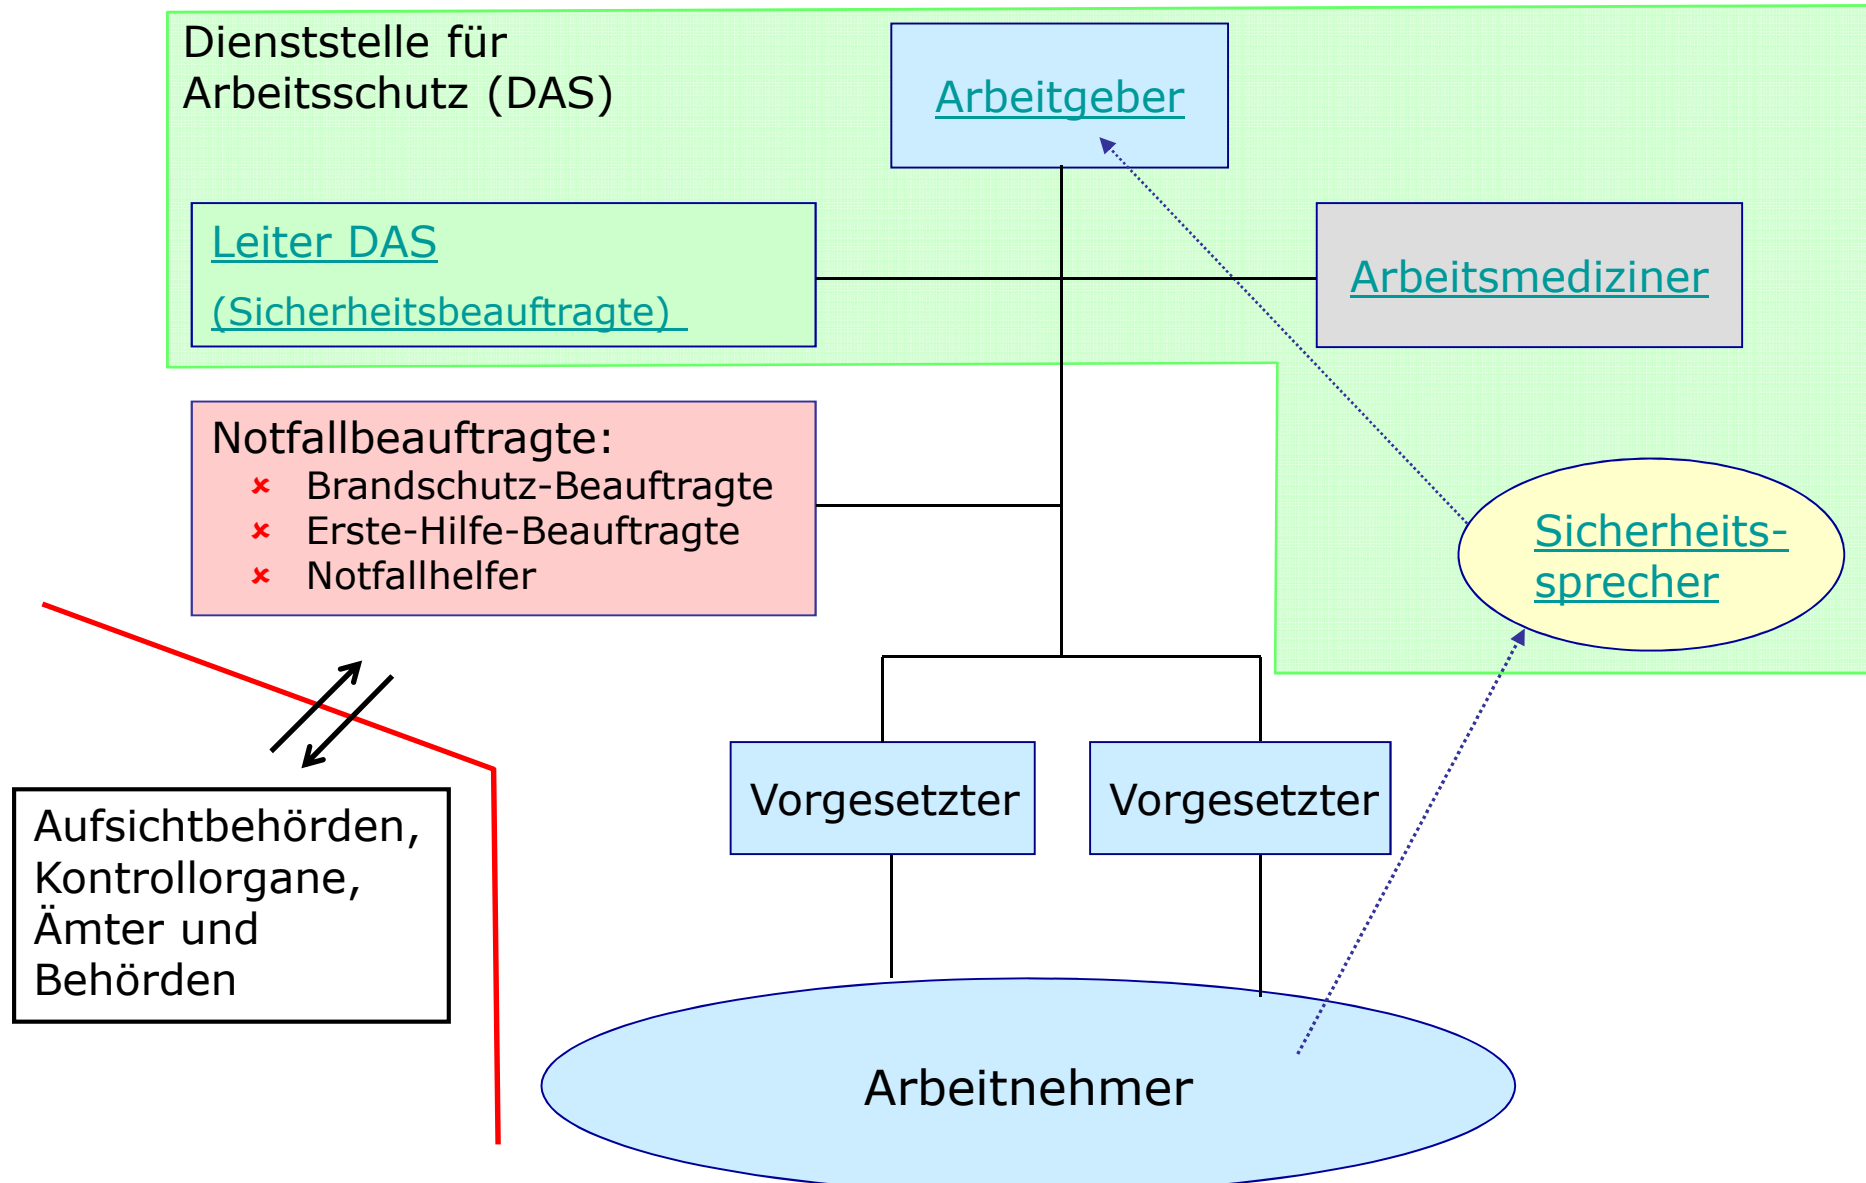 Dienststelle für
Arbeitsschutz (DAS)
Arbeitgeber
Leiter DAS
(Sicherheitsbeauftragte)
Arbeitsmediziner
Notfallbeauftragte:
Brandschutz-Beauftragte
Erste-Hilfe-Beauftragte
Notfallhelfer
Sicherheits-
sprecher
Vorgesetzter
Vorgesetzter
Aufsichtbehörden,
Kontrollorgane,
Ämter und
Behörden
Arbeitnehmer